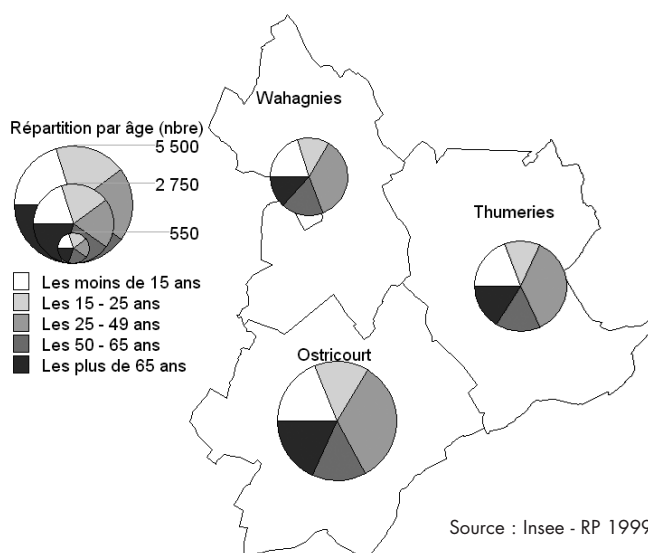 Wahagnies
Répartition par âge (nbre)
5 500
2 750
550
Thumeries
Les moins de 15 ans
Les 15 - 25 ans
Les 25 - 49 ans
Les 50 - 65 ans
Les plus de 65 ans
Ostricourt
Source : Insee - RP 1999